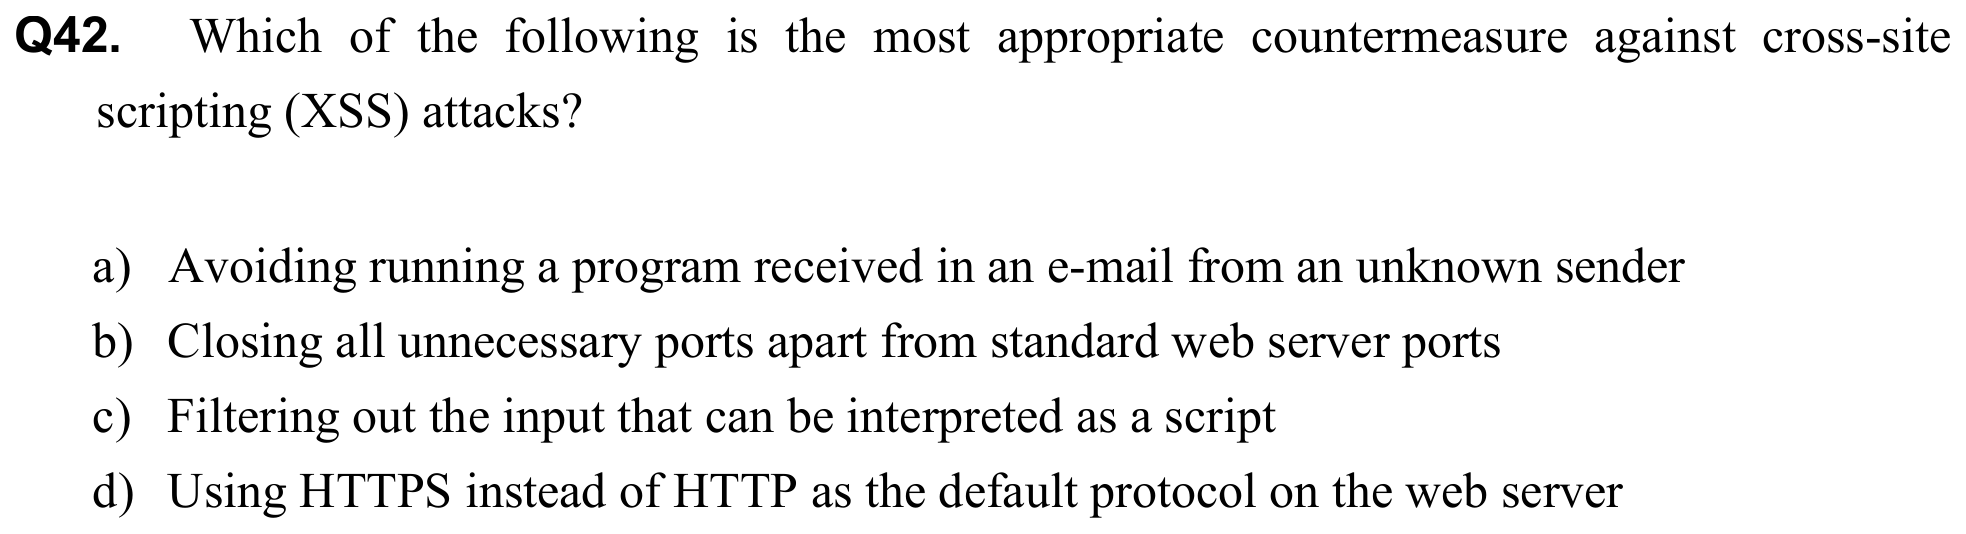 Q42. Which of the following is the most appropriate countermeasure against cross-site
scripting (XSS) attacks?
a) Avoiding running a program received in an e-mail from an unknown sender
b) Closing all unnecessary ports apart from standard web server ports
c) Filtering out the input that can be interpreted as a script
d) Using HTTPS instead of HTTP as the default protocol on the web server